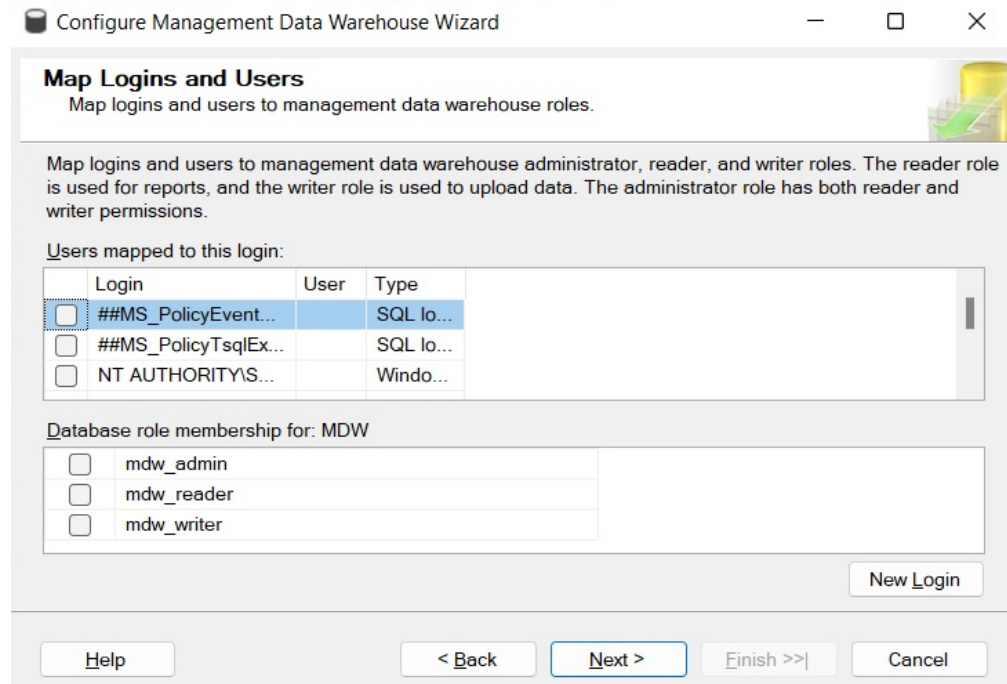 Configure Management Data Warehouse Wizard
Map Logins and Users
Map logins and users to management data warehouse roles.
Map logins and users to management data warehouse administrator, reader, and writer roles. The reader role
is used for reports, and the writer role is used to upload data. The administrator role has both reader and
writer permissions.
Users mapped to this login:
Login User Type
##MS_PolicyEvent... SQL lo...
##MS_PolicyTsqlEx... SQL lo...
NT AUTHORITY\S... Windo...
Database role membership for: MDW
mdw_admin
mdw_reader
mdw_writer
New Login
Help < Back Next > Finish >>| Cancel